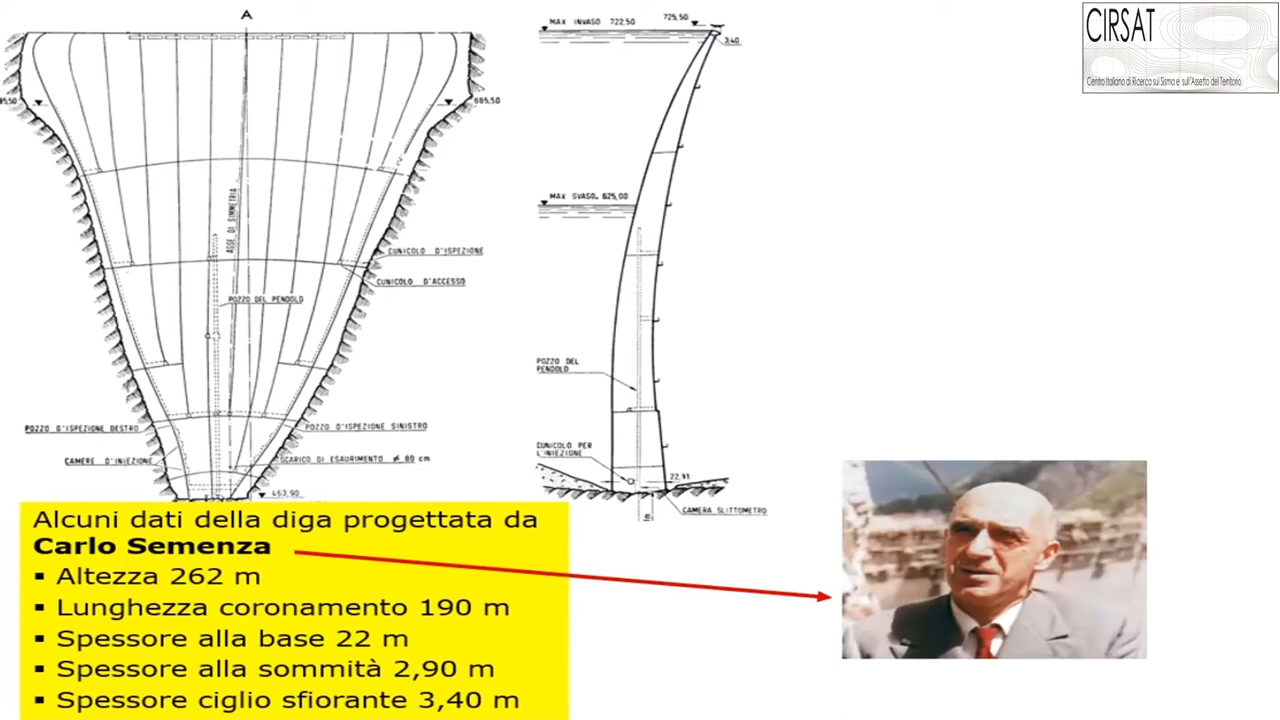 A
CIRSAT
Centro Italiano di Ricerca sul Sisma e sull'Assetto del Territorio
685,50
ASSE DI SIMMETRIA
CUNICOLO D'ISPEZIONE
CUNICOLO D'ACCESSO
POZZO DEL PENDOLO
POZZO D'ISPEZIONE DESTRO
POZZO D'ISPEZIONE SINISTRO
CAMERE D'INIEZIONE
SCARICO DI ESAURIMENTO ø 80 cm.
463,90
MAX INVASO 722,50
725,50
3,40
MAX SVASO 625,00
POZZO DEL
PENDOLO
CUNICOLO PER
L'INIEZIONE
22,11
CAMERA SLITTOMETRO
Alcuni dati della diga progettata da
Carlo Semenza
▪ Altezza 262 m
▪ Lunghezza coronamento 190 m
▪ Spessore alla base 22 m
▪ Spessore alla sommità 2,90 m
▪ Spessore ciglio sfiorante 3,40 m